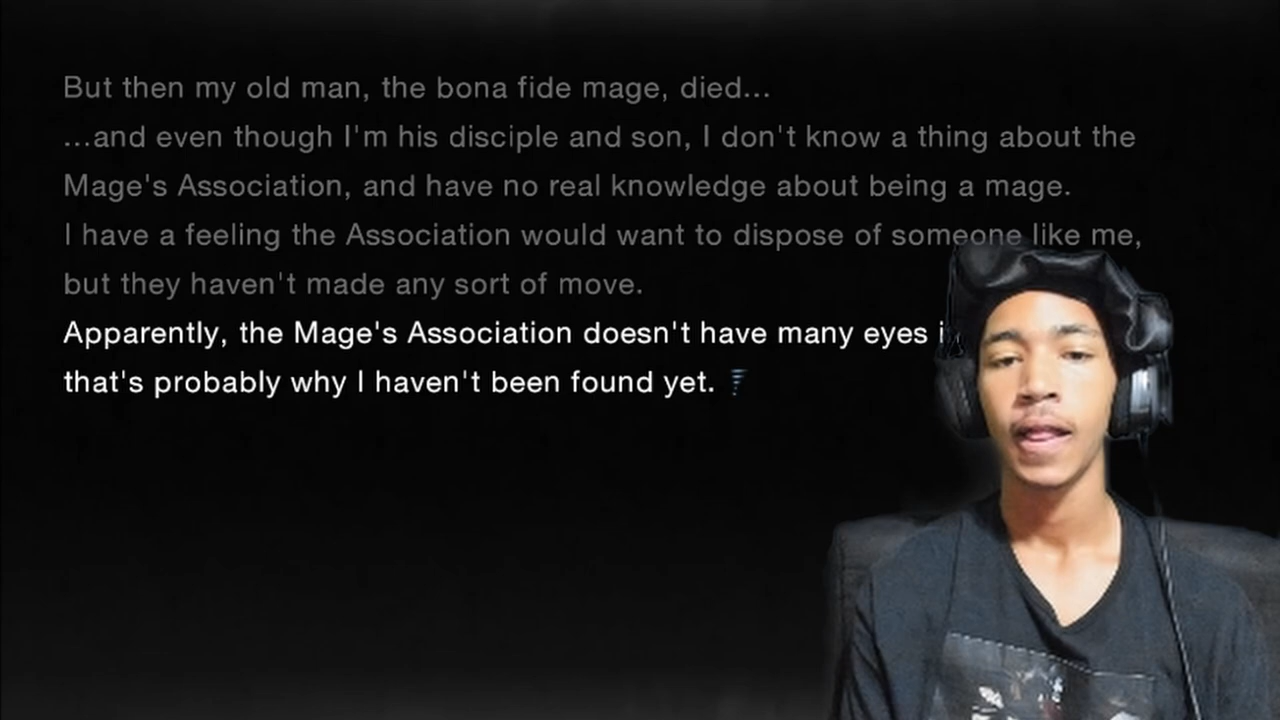 But then my old man, the bona fide mage, died...
...and even though I'm his disciple and son, I don't know a thing about the
Mage's Association, and have no real knowledge about being a mage.
I have a feeling the Association would want to dispose of someone like me,
but they haven't made any sort of move.
Apparently, the Mage's Association doesn't have many eyes
that's probably why I haven't been found yet.